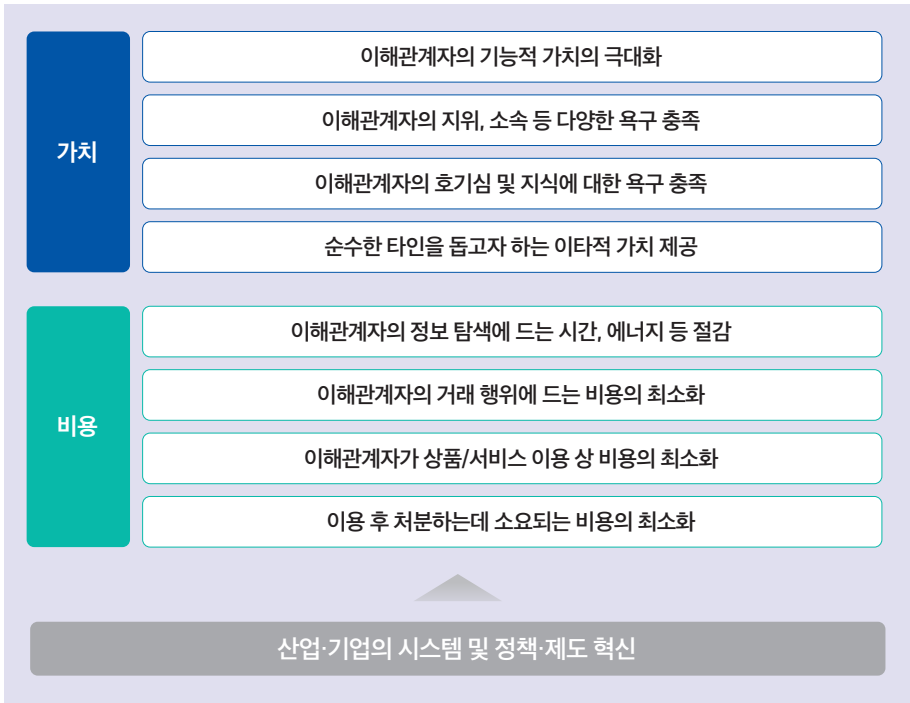 가치
이해관계자의 기능적 가치의 극대화
이해관계자의 지위, 소속 등 다양한 욕구 충족
이해관계자의 호기심 및 지식에 대한 욕구 충족
순수한 타인을 돕고자 하는 이타적 가치 제공
비용
이해관계자의 정보 탐색에 드는 시간, 에너지 등 절감
이해관계자의 거래 행위에 드는 비용의 최소화
이해관계자가 상품/서비스 이용 상 비용의 최소화
이용 후 처분하는데 소요되는 비용의 최소화
산업·기업의 시스템 및 정책·제도 혁신